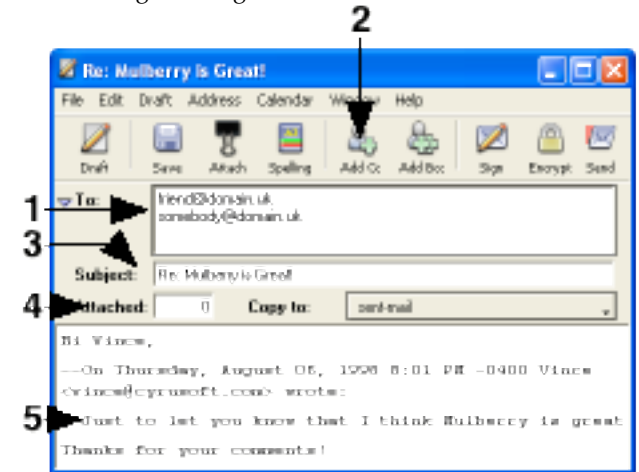 2
Re: Mulberry is Great!
File Edit Draft Address Calendar Window Help
Draft Save Attach Spelling Add Cc Add Bcc Sign Encrypt Send
1
To:
friend@domain.uk
somebody@domain.uk
3
Subject: Re: Mulberry is Great!
4
Attached: 0 Copy to: sent-mail
Hi Vince,
--On Thursday, August 1998 8:01 PM -0400 Vince
<vince@cyrusoft.com> wrote:
5
Just to let you know that I think Mulberry is great
Thanks for your comments!